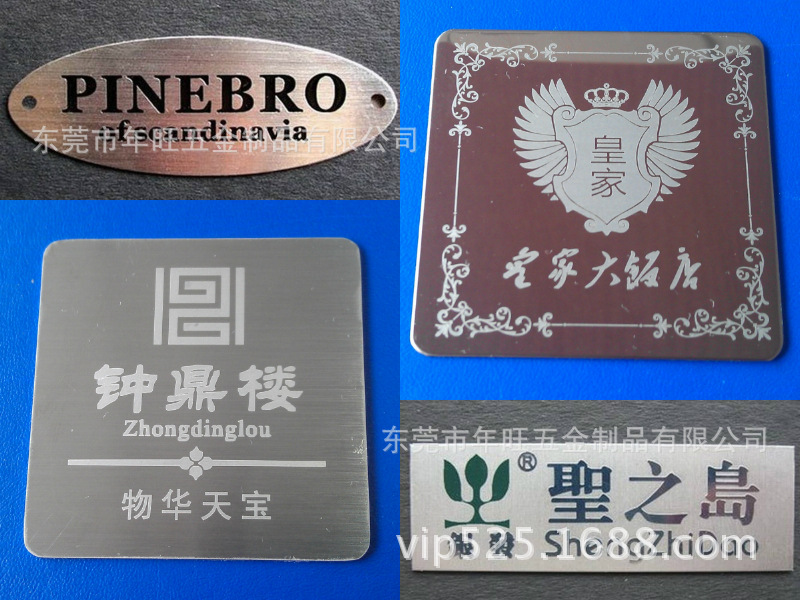 PINEBRO
of scandinavia
东莞市年旺五金制品有限公司
皇
家
皇家大飯店
钟鼎楼
Zhongdinglou
物华天宝
东莞市年旺五金制品有限公司
®
聖之島
ShengZhiDao
vip525.1688.com